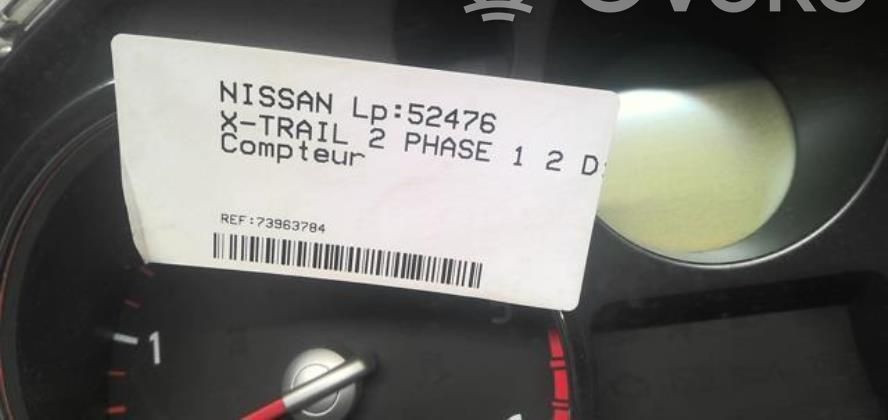 NISSAN Lp:52476
X-TRAIL 2 PHASE 1 2 D
Compteur
REF:73963784
1